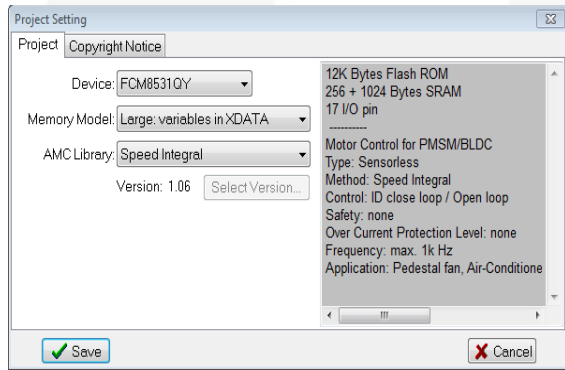 Project Setting
Project
Copyright Notice
Device: FCM8531QY
Memory Model: Large: variables in XDATA
AMC Library: Speed Integral
Version: 1.06 Select Version...
12K Bytes Flash ROM
256 + 1024 Bytes SRAM
17 I/O pin
----------
Motor Control for PMSM/BLDC
Type: Sensorless
Method: Speed Integral
Control: ID close loop / Open loop
Safety: none
Over Current Protection Level: none
Frequency: max. 1k Hz
Application: Pedestal fan, Air-Conditione
Save
Cancel